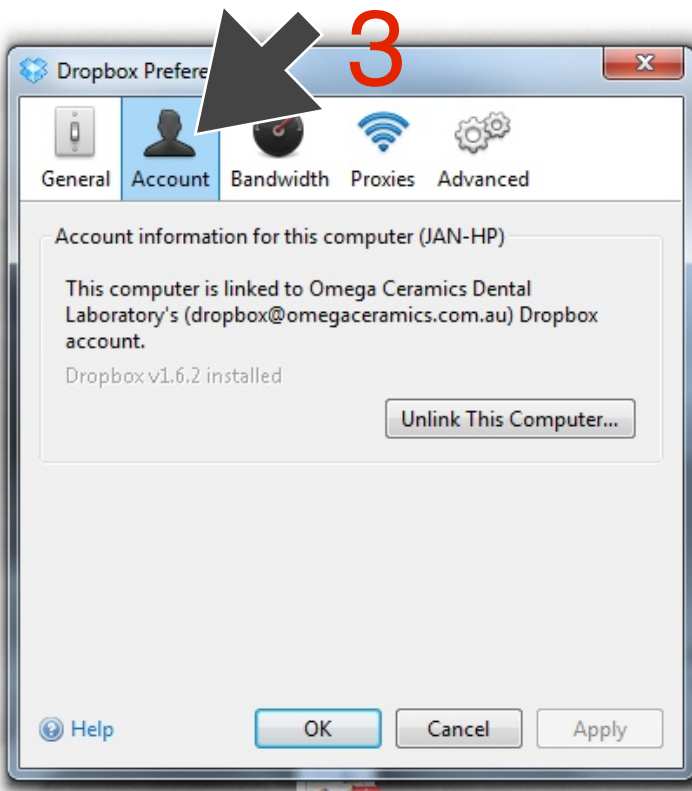 3
Dropbox Prefere
General Account Bandwidth Proxies Advanced
Account information for this computer (JAN-HP)
This computer is linked to Omega Ceramics Dental
Laboratory's (dropbox@omegaceramics.com.au) Dropbox
account.
Dropbox v1.6.2 installed
Unlink This Computer...
Help OK Cancel Apply